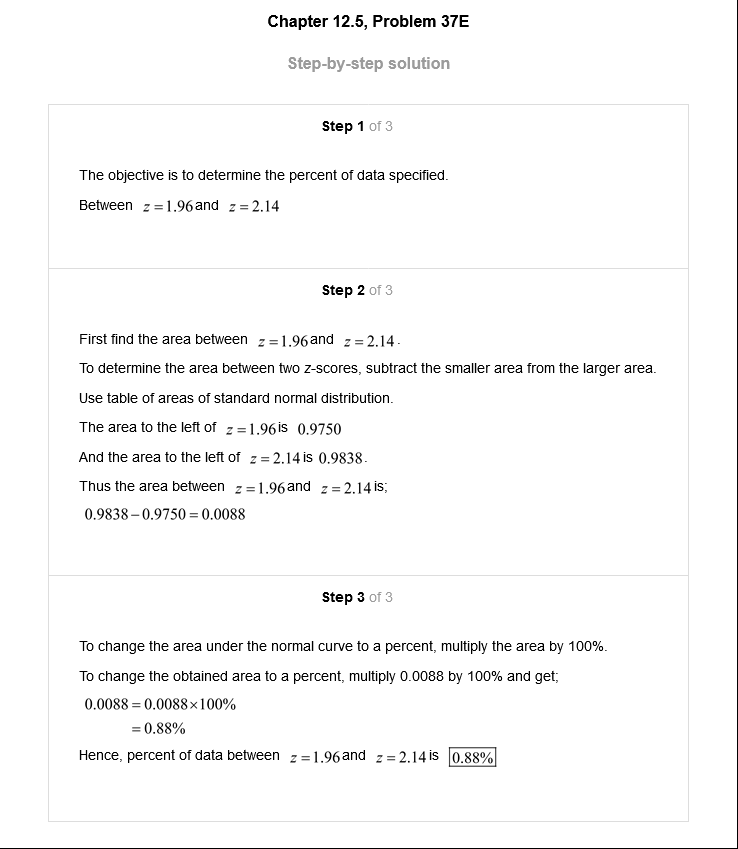 Chapter 12.5, Problem 37E
Step-by-step solution
Step 1 of 3
The objective is to determine the percent of data specified.
Between z = 1.96 and z = 2.14
Step 2 of 3
First find the area between z = 1.96 and z = 2.14.
To determine the area between two z-scores, subtract the smaller area from the larger area.
Use table of areas of standard normal distribution.
The area to the left of z = 1.96 is 0.9750
And the area to the left of z = 2.14 is 0.9838.
Thus the area between z = 1.96 and z = 2.14 is;
0.9838 – 0.9750 = 0.0088
Step 3 of 3
To change the area under the normal curve to a percent, multiply the area by 100%.
To change the obtained area to a percent, multiply 0.0088 by 100% and get;
0.0088 = 0.0088×100%
= 0.88%
Hence, percent of data between z = 1.96 and z = 2.14 is 0.88%